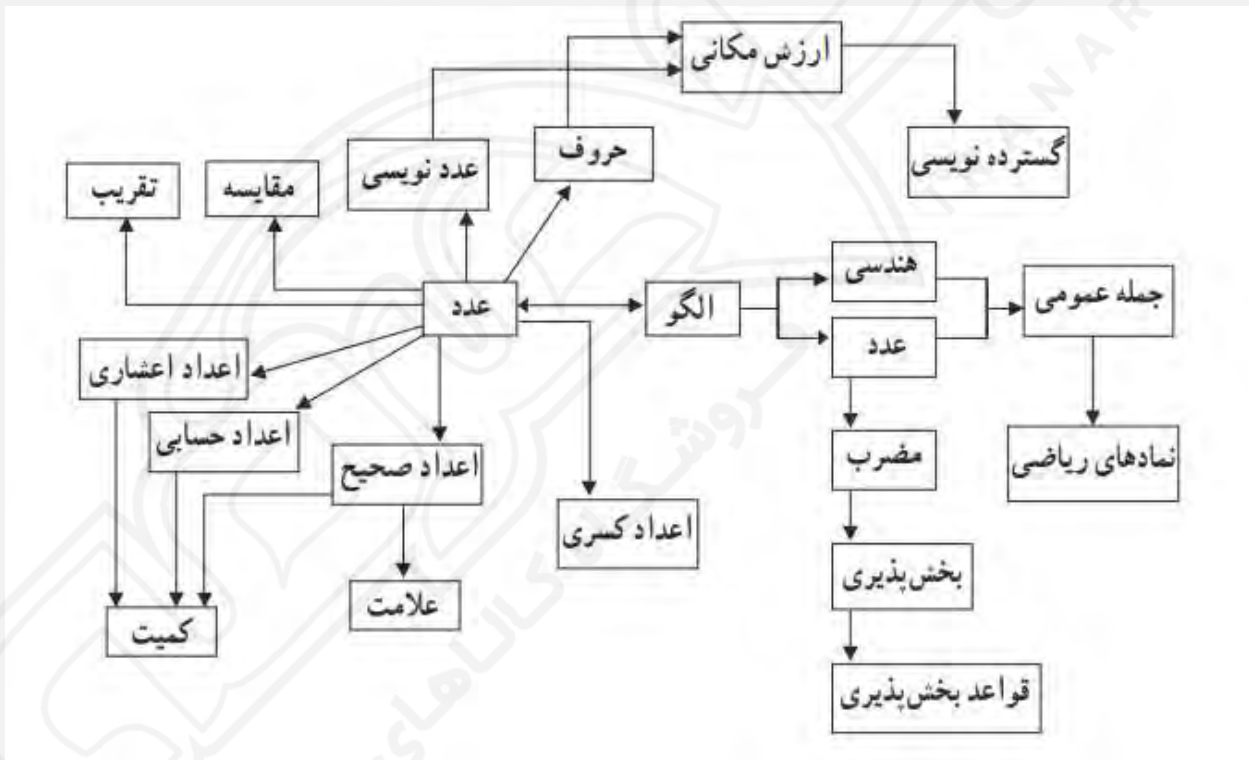 ارزش مکانی
حروف
گسترده نویسی
عدد نویسی
مقایسه
تقریب
هندسی
جمله عمومی
الگو
عدد
عدد
اعداد اعشاری
اعداد حسابی
مضرب
نمادهای ریاضی
اعداد صحیح
اعداد کسری
بخش‌پذیری
علامت
کمیت
قواعد بخش‌پذیری